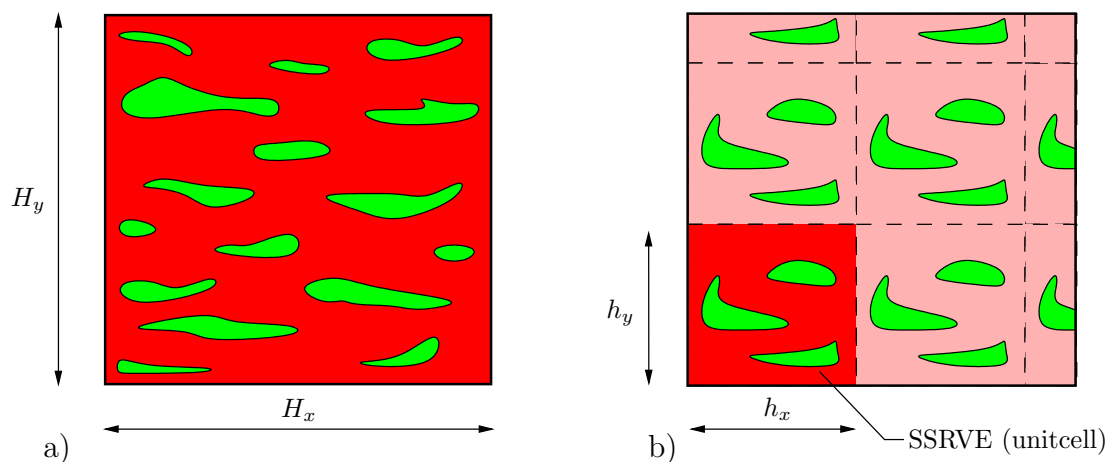 H_y
H_x
a)
h_y
h_x
b)
SSRVE (unitcell)